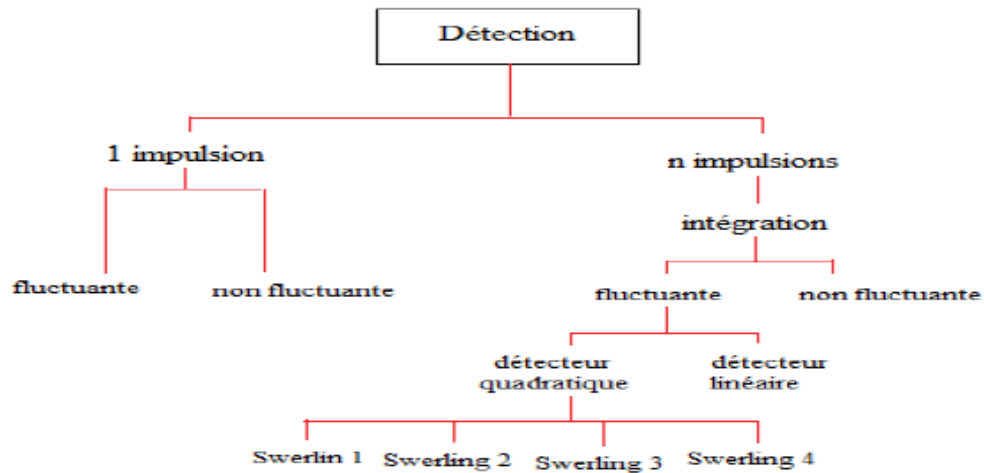 Détection
1 impulsion
n impulsions
intégration
fluctuante
non fluctuante
fluctuante
non fluctuante
détecteur
quadratique
détecteur
linéaire
Swerlin 1
Swerling 2
Swerling 3
Swerling 4